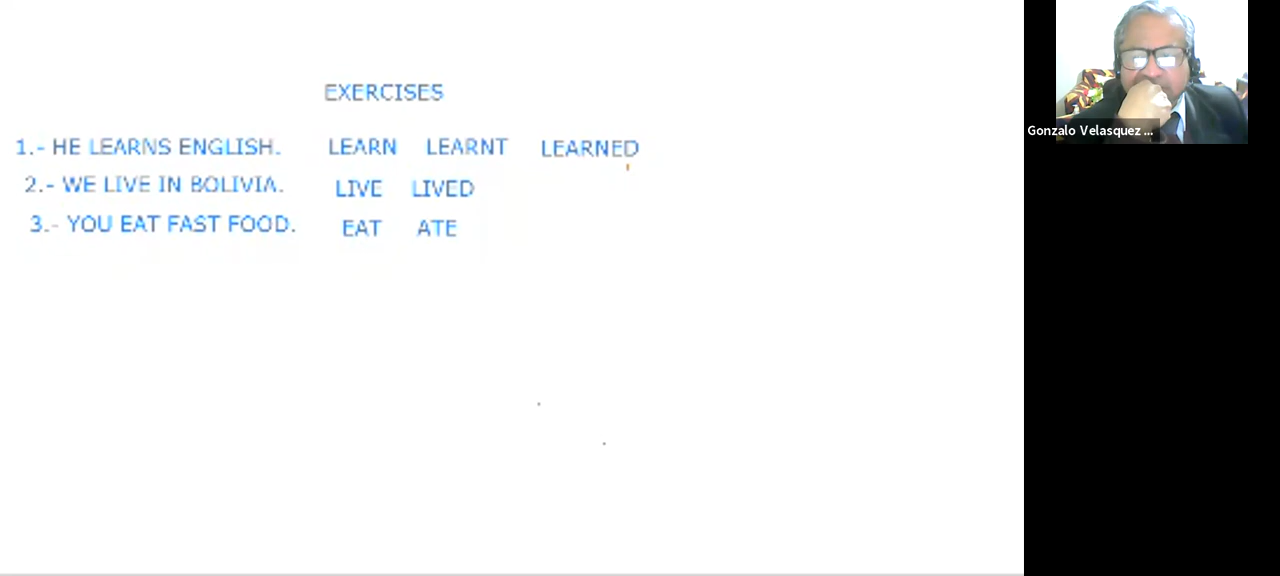 EXERCISES
1.- HE LEARNS ENGLISH. LEARN LEARNT LEARNED
2.- WE LIVE IN BOLIVIA. LIVE LIVED
3.- YOU EAT FAST FOOD. EAT ATE
Gonzalo Velasquez ...